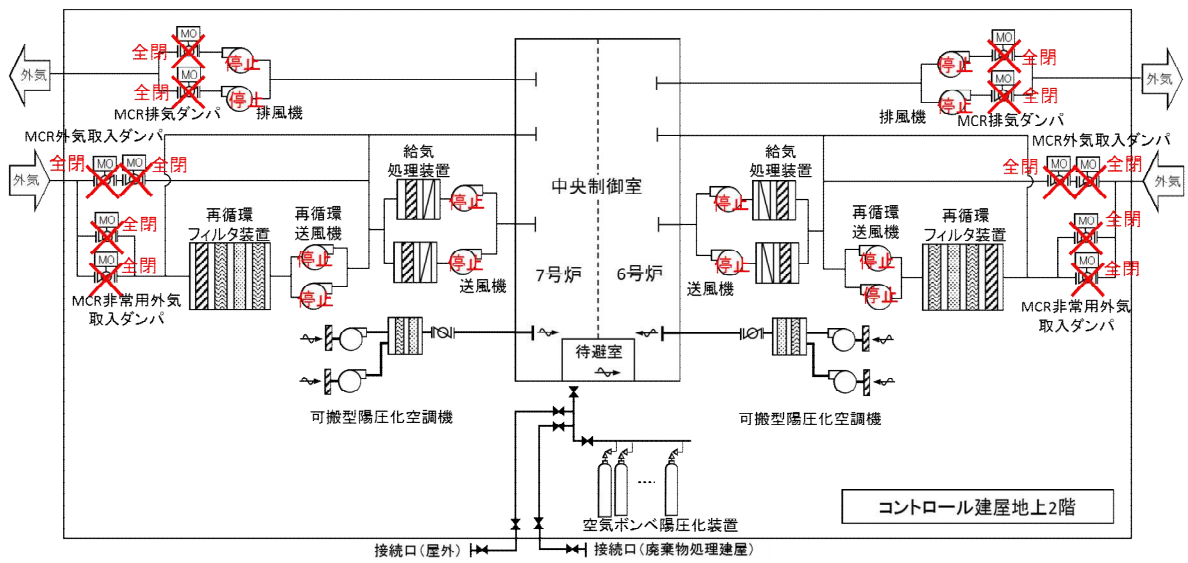 MO
全閉
外気
MO
全閉
停止
停止
MCR排気ダンパ
排風機
MCR外気取入ダンパ
全閉
MO
MO
全閉
外気
MO
全閉
MO
全閉
再循環
フィルタ装置
再循環
送風機
停止
停止
給気
処理装置
停止
停止
送風機
MCR非常用外気
取入ダンパ
中央制御室
7号炉
6号炉
待避室
MO
全閉
MO
全閉
外気
停止
停止
排風機
MCR排気ダンパ
MCR外気取入ダンパ
全閉
MO
MO
全閉
外気
給気
処理装置
停止
停止
送風機
再循環
送風機
停止
停止
再循環
フィルタ装置
MO
全閉
MO
全閉
MCR非常用外気
取入ダンパ
可搬型陽圧化空調機
可搬型陽圧化空調機
‥‥
空気ボンベ陽圧化装置
コントロール建屋地上2階
接続口(屋外)
接続口(廃棄物処理建屋)